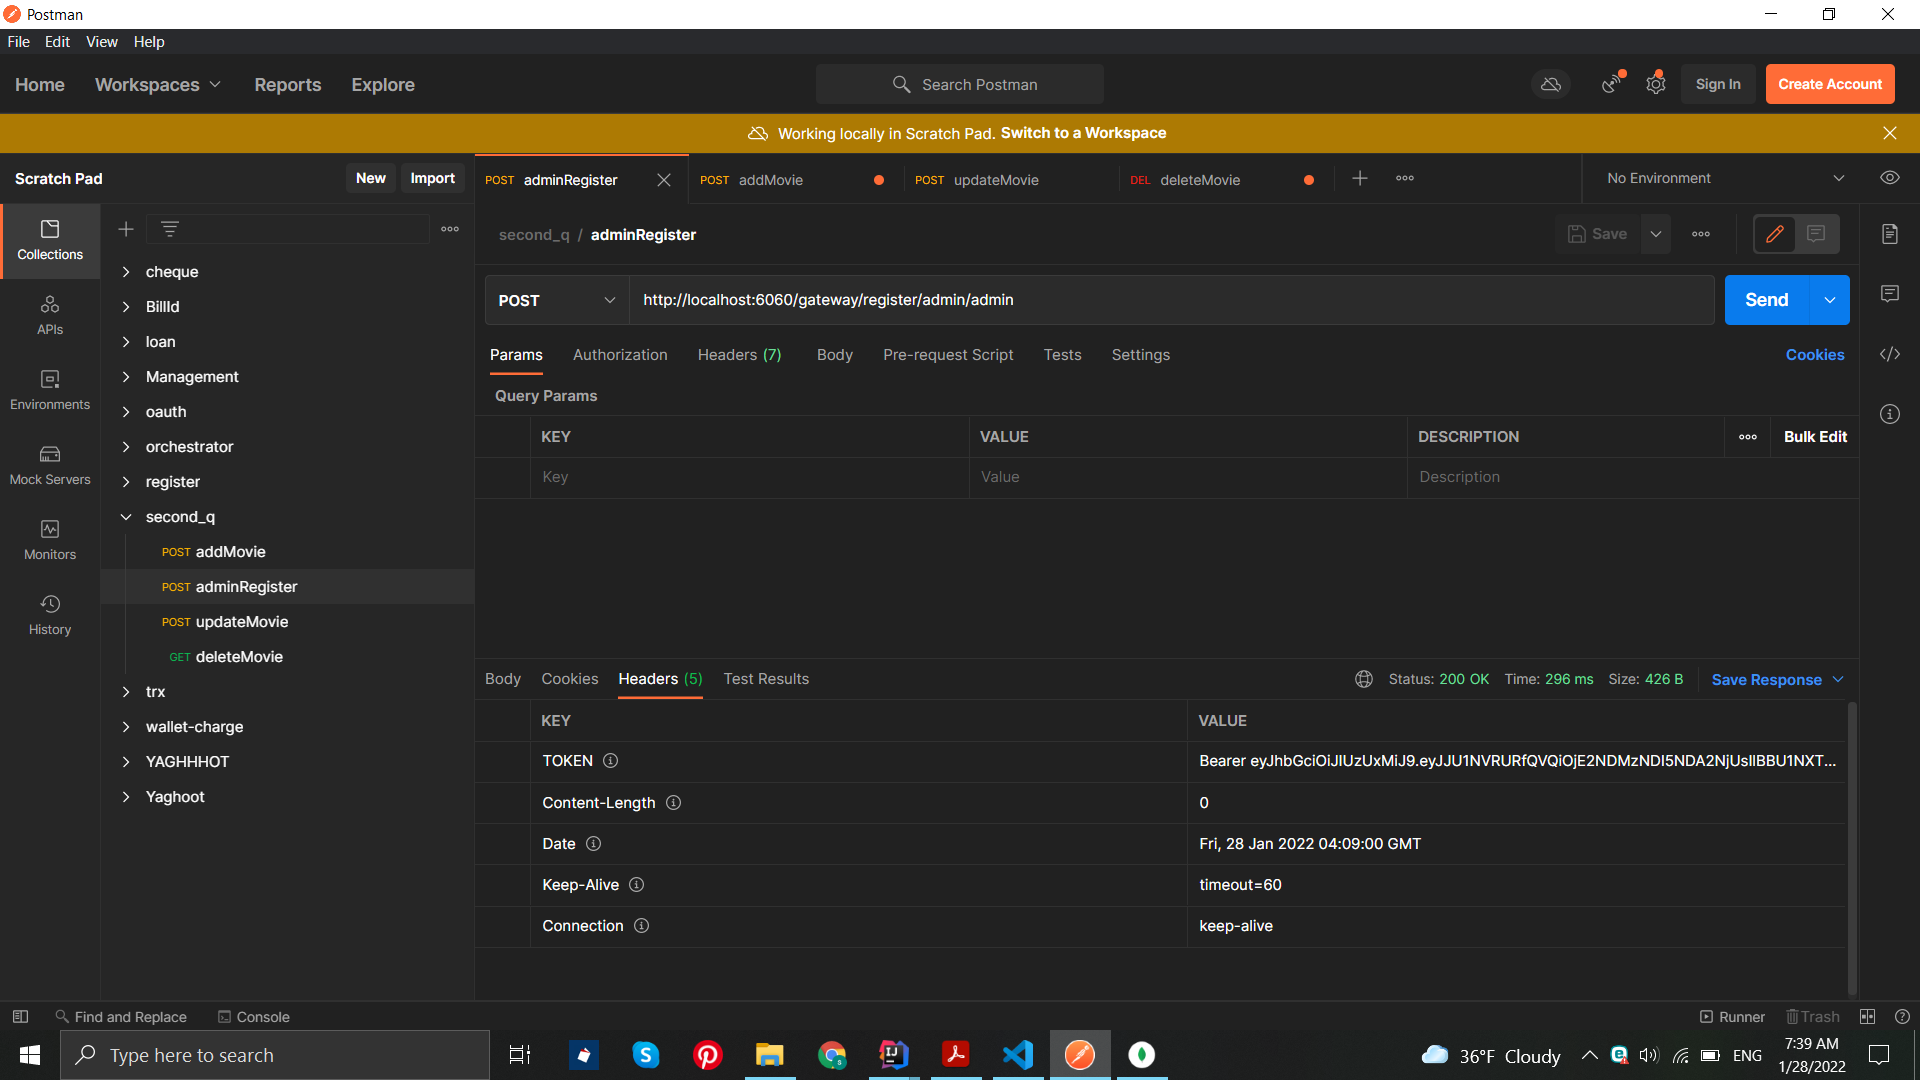 Postman
File Edit View Help
Home Workspaces Reports Explore
Search Postman
Sign In
Create Account
Working locally in Scratch Pad. Switch to a Workspace
Scratch Pad
New
Import
POST adminRegister
POST addMovie
POST updateMovie
DEL deleteMovie
No Environment
Collections
APIs
Environments
Mock Servers
Monitors
History
cheque
BillId
loan
Management
oauth
orchestrator
register
second_q
POST addMovie
POST adminRegister
POST updateMovie
GET deleteMovie
trx
wallet-charge
YAGHHHOT
Yaghoot
second_q / adminRegister
Save
POST
http://localhost:6060/gateway/register/admin/admin
Send
Params Authorization Headers (7) Body Pre-request Script Tests Settings
Cookies
Query Params
KEY VALUE DESCRIPTION
Bulk Edit
Key Value Description
Body Cookies Headers (5) Test Results
Status: 200 OK Time: 296 ms Size: 426 B
Save Response
KEY VALUE
TOKEN Bearer eyJhbGciOiJIUzUxMiJ9.eyJJU1NVRURfQVQiOjE2NDMzNDI5NDA2NjUsIlBBU1NXT...
Content-Length 0
Date Fri, 28 Jan 2022 04:09:00 GMT
Keep-Alive timeout=60
Connection keep-alive
Find and Replace
Console
Runner
Trash
Type here to search
36°F Cloudy
ENG
7:39 AM
1/28/2022